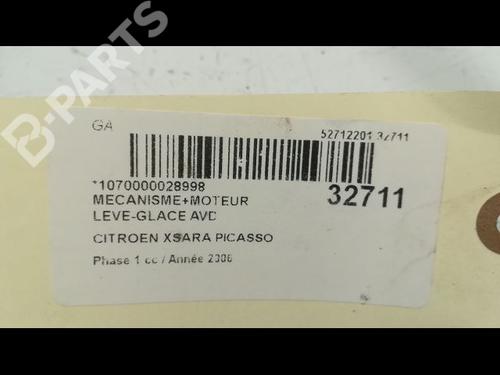 B-PARTS
GA
52712201 32711
*1070000028998
32711
MECANISME+MOTEUR
LEVE-GLACE AVD
CITROEN XSARA PICASSO
Phase 1 cc / Année 2006